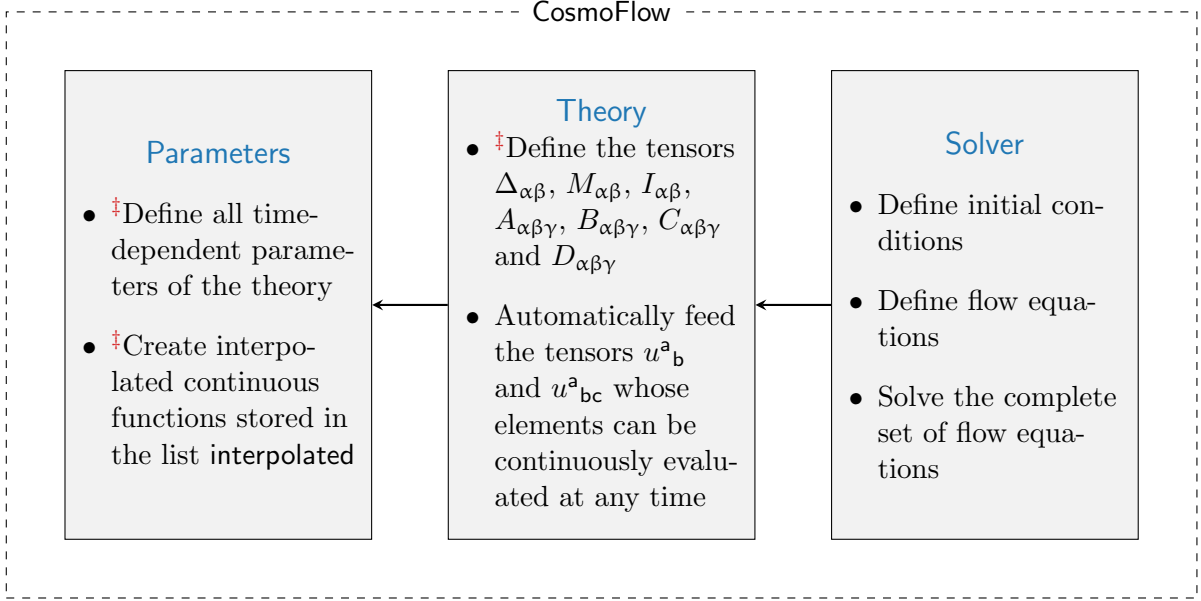 CosmoFlow
Parameters
• ‡Define all time-
dependent parame-
ters of the theory
• ‡Create interpo-
lated continuous
functions stored in
the list interpolated
Theory
• ‡Define the tensors
Δαβ, Mαβ, Iαβ,
Aαβγ, Bαβγ, Cαβγ
and Dαβγ
• Automatically feed
the tensors uᵃb
and uᵃbc whose
elements can be
continuously evalu-
ated at any time
Solver
• Define initial con-
ditions
• Define flow equa-
tions
• Solve the complete
set of flow equa-
tions